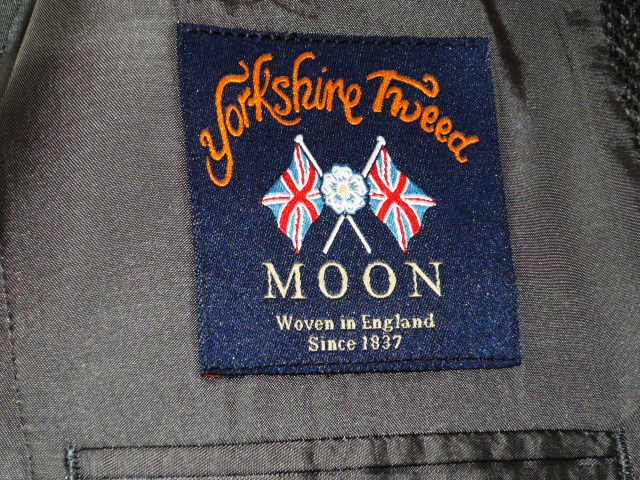 Yorkshire Tweed
MOON
Woven in England
Since 1837